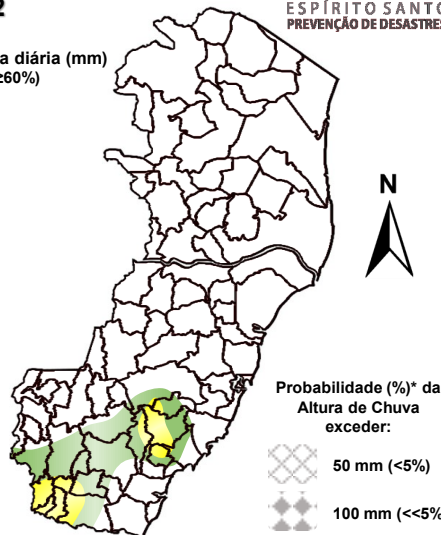 2
ESPÍRITO SANTO
PREVENÇÃO DE DESASTRES
a diária (mm)
≥60%)
N
Probabilidade (%)* da
Altura de Chuva
exceder:
50 mm (<5%)
100 mm (<<5%